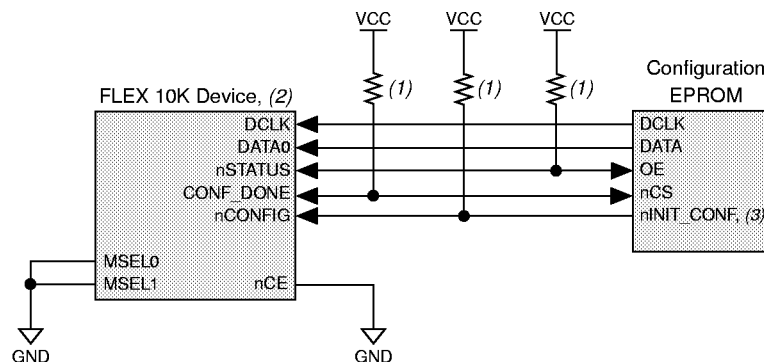 VCC VCC VCC
(1) (1) (1)
Configuration
EPROM
FLEX 10K Device, (2)
DCLK DCLK
DATA0 DATA
nSTATUS OE
CONF_DONE nCS
nCONFIG nINIT_CONF, (3)
MSEL0
MSEL1 nCE
GND GND